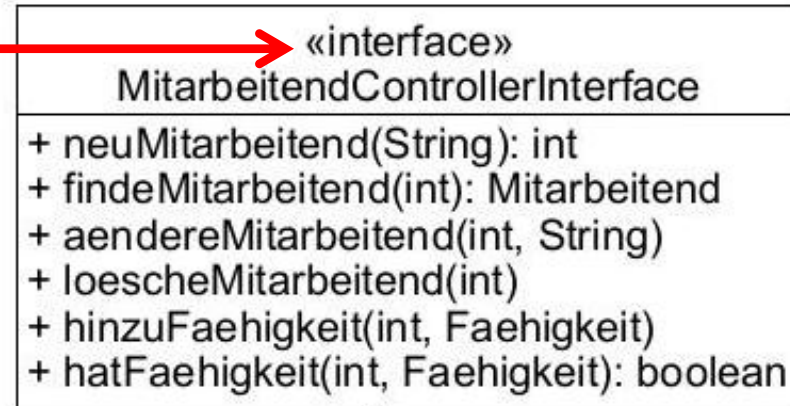 «interface»
MitarbeitendControllerInterface
+ neuMitarbeitend(String): int
+ findeMitarbeitend(int): Mitarbeitend
+ aendereMitarbeitend(int, String)
+ loescheMitarbeitend(int)
+ hinzuFaehigkeit(int, Faehigkeit)
+ hatFaehigkeit(int, Faehigkeit): boolean